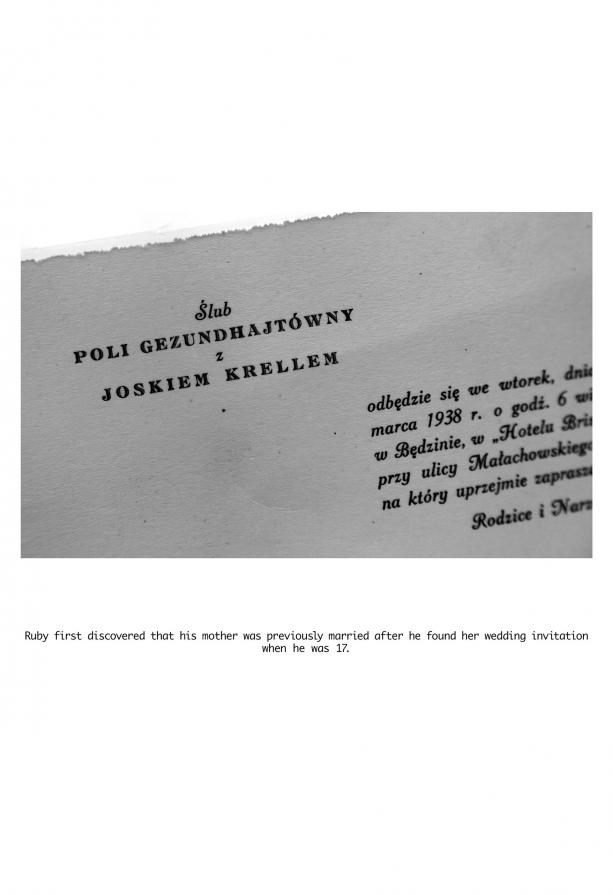 Ślub
POLI GEZUNDHAJTÓWNY
z
JOSKIEM KRELLEM
odbędzie się we wtorek,
marca 1938 r. o godź. 6
w Będzinie, w „Hotelu
przy ulicy Małachowskiego
na który uprzejmie
Rodzice i
Ruby first discovered that his mother was previously married after he found her wedding invitation
when he was 17.